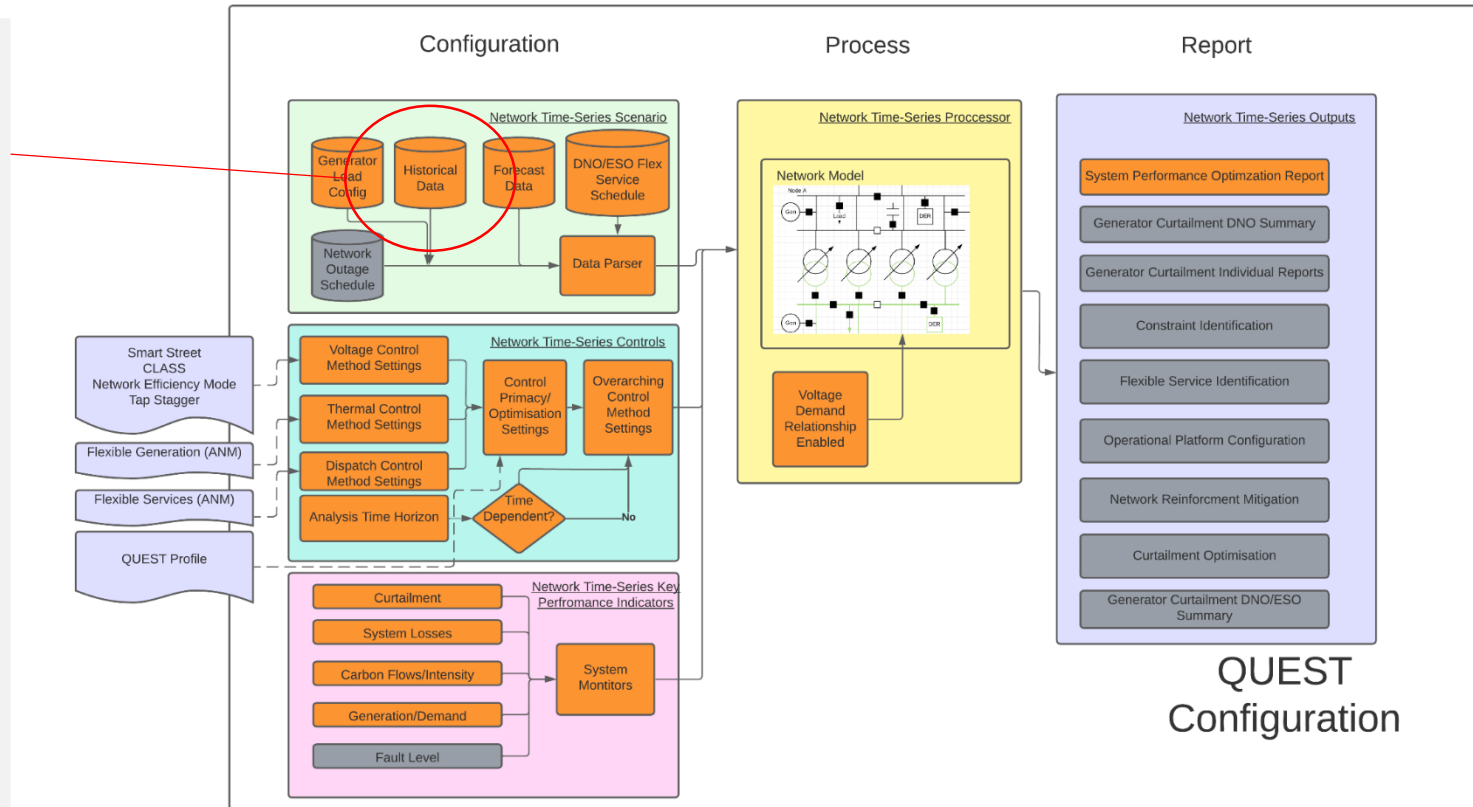 Configuration
Process
Report
Network Time-Series Scenario
Generator
Load
Config
Historical
Data
Forecast
Data
DNO/ESO Flex
Service
Schedule
Network
Outage
Schedule
Data Parser
Smart Street
CLASS
Network Efficiency Mode
Tap Stagger
Flexible Generation (ANM)
Flexible Services (ANM)
QUEST Profile
Network Time-Series Controls
Voltage Control
Method Settings
Thermal Control
Method Settings
Dispatch Control
Method Settings
Analysis Time Horizon
Control
Primacy/
Optimisation
Settings
Overarching
Control
Method
Settings
Time
Dependent?
No
Network Time-Series Key
Perfromance Indicators
Curtailment
System Losses
Carbon Flows/Intensity
Generation/Demand
Fault Level
System
Montitors
Network Time-Series Proccessor
Network Model
Node A
Gen
Load
DER
Gen
DER
Voltage
Demand
Relationship
Enabled
Network Time-Series Outputs
System Performance Optimzation Report
Generator Curtailment DNO Summary
Generator Curtailment Individual Reports
Constraint Identification
Flexible Service Identification
Operational Platform Configuration
Network Reinforcment Mitigation
Curtailment Optimisation
Generator Curtailment DNO/ESO
Summary
QUEST
Configuration